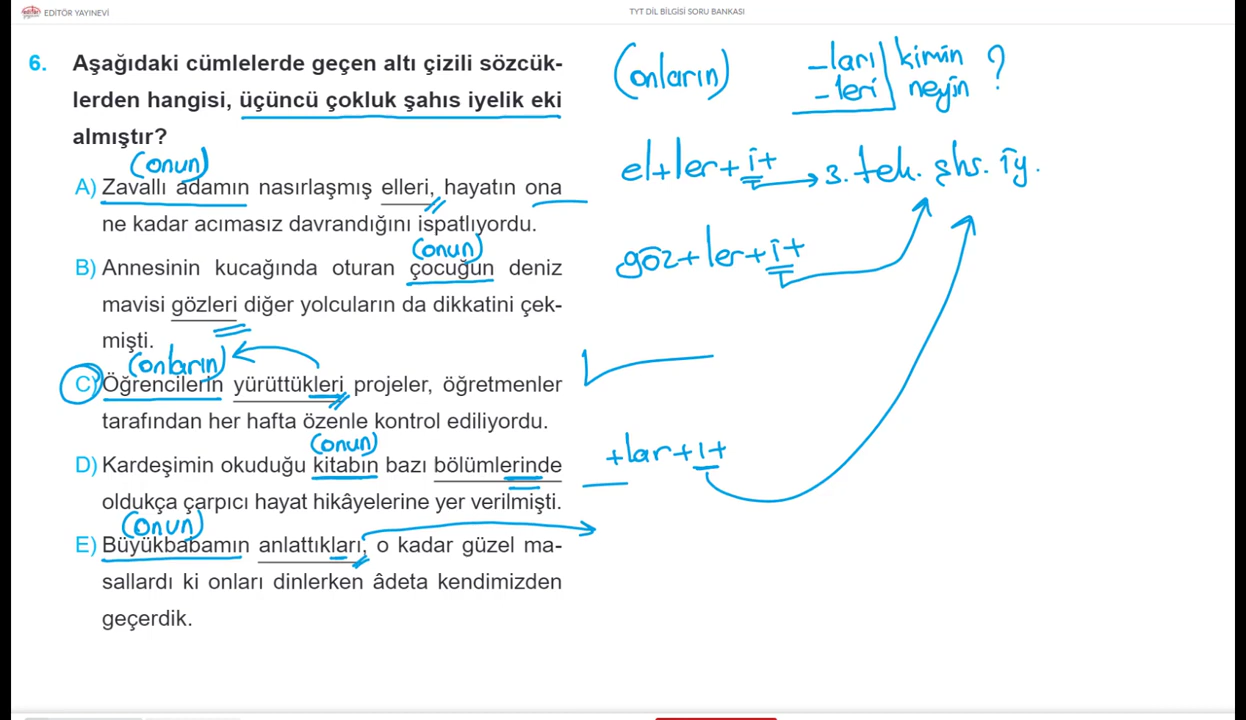 EDİTÖR YAYINEVİ
TYT DİL BİLGİSİ SORU BANKASI
6. Aşağıdaki cümlelerde geçen altı çizili sözcük-
lerden hangisi, üçüncü çokluk şahıs iyelik eki
almıştır?
(onun)
A) Zavallı adamın nasırlaşmış elleri, hayatın ona
ne kadar acımasız davrandığını ispatlıyordu.
(onun)
B) Annesinin kucağında oturan çocuğun deniz
mavisi gözleri diğer yolcuların da dikkatini çek-
mişti.
(onların)
C) Öğrencilerin yürüttükleri projeler, öğretmenler
tarafından her hafta özenle kontrol ediliyordu.
(onun)
D) Kardeşimin okuduğu kitabın bazı bölümlerinde
oldukça çarpıcı hayat hikâyelerine yer verilmişti.
(onun)
E) Büyükbabamın anlattıkları, o kadar güzel ma-
sallardı ki onları dinlerken âdeta kendimizden
geçerdik.
(onların)
-ları kimin ?
-leri neyin
el+ler+i+ → 3. tek. şhs. iy.
göz+ler+i+
+lar+ı+